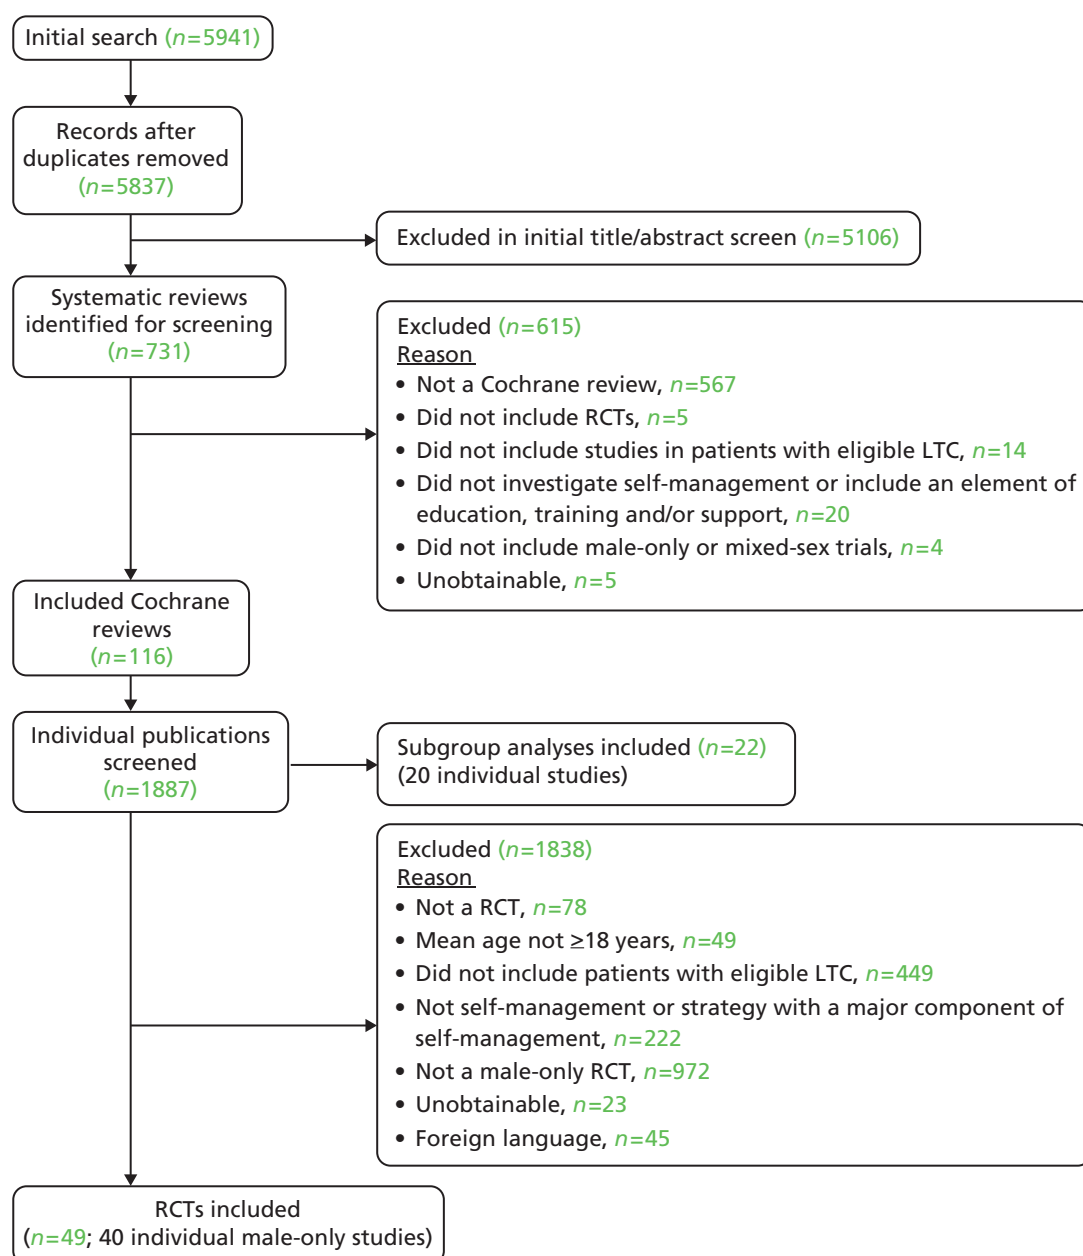 Initial search (n=5941)
Records after
duplicates removed
(n=5837)
Excluded in initial title/abstract screen (n=5106)
Systematic reviews
identified for screening
(n=731)
Excluded (n=615)
Reason
• Not a Cochrane review, n=567
• Did not include RCTs, n=5
• Did not include studies in patients with eligible LTC, n=14
• Did not investigate self-management or include an element of
education, training and/or support, n=20
• Did not include male-only or mixed-sex trials, n=4
• Unobtainable, n=5
Included Cochrane
reviews
(n=116)
Individual publications
screened
(n=1887)
Subgroup analyses included (n=22)
(20 individual studies)
Excluded (n=1838)
Reason
• Not a RCT, n=78
• Mean age not ≥18 years, n=49
• Did not include patients with eligible LTC, n=449
• Not self-management or strategy with a major component of
self-management, n=222
• Not a male-only RCT, n=972
• Unobtainable, n=23
• Foreign language, n=45
RCTs included
(n=49; 40 individual male-only studies)